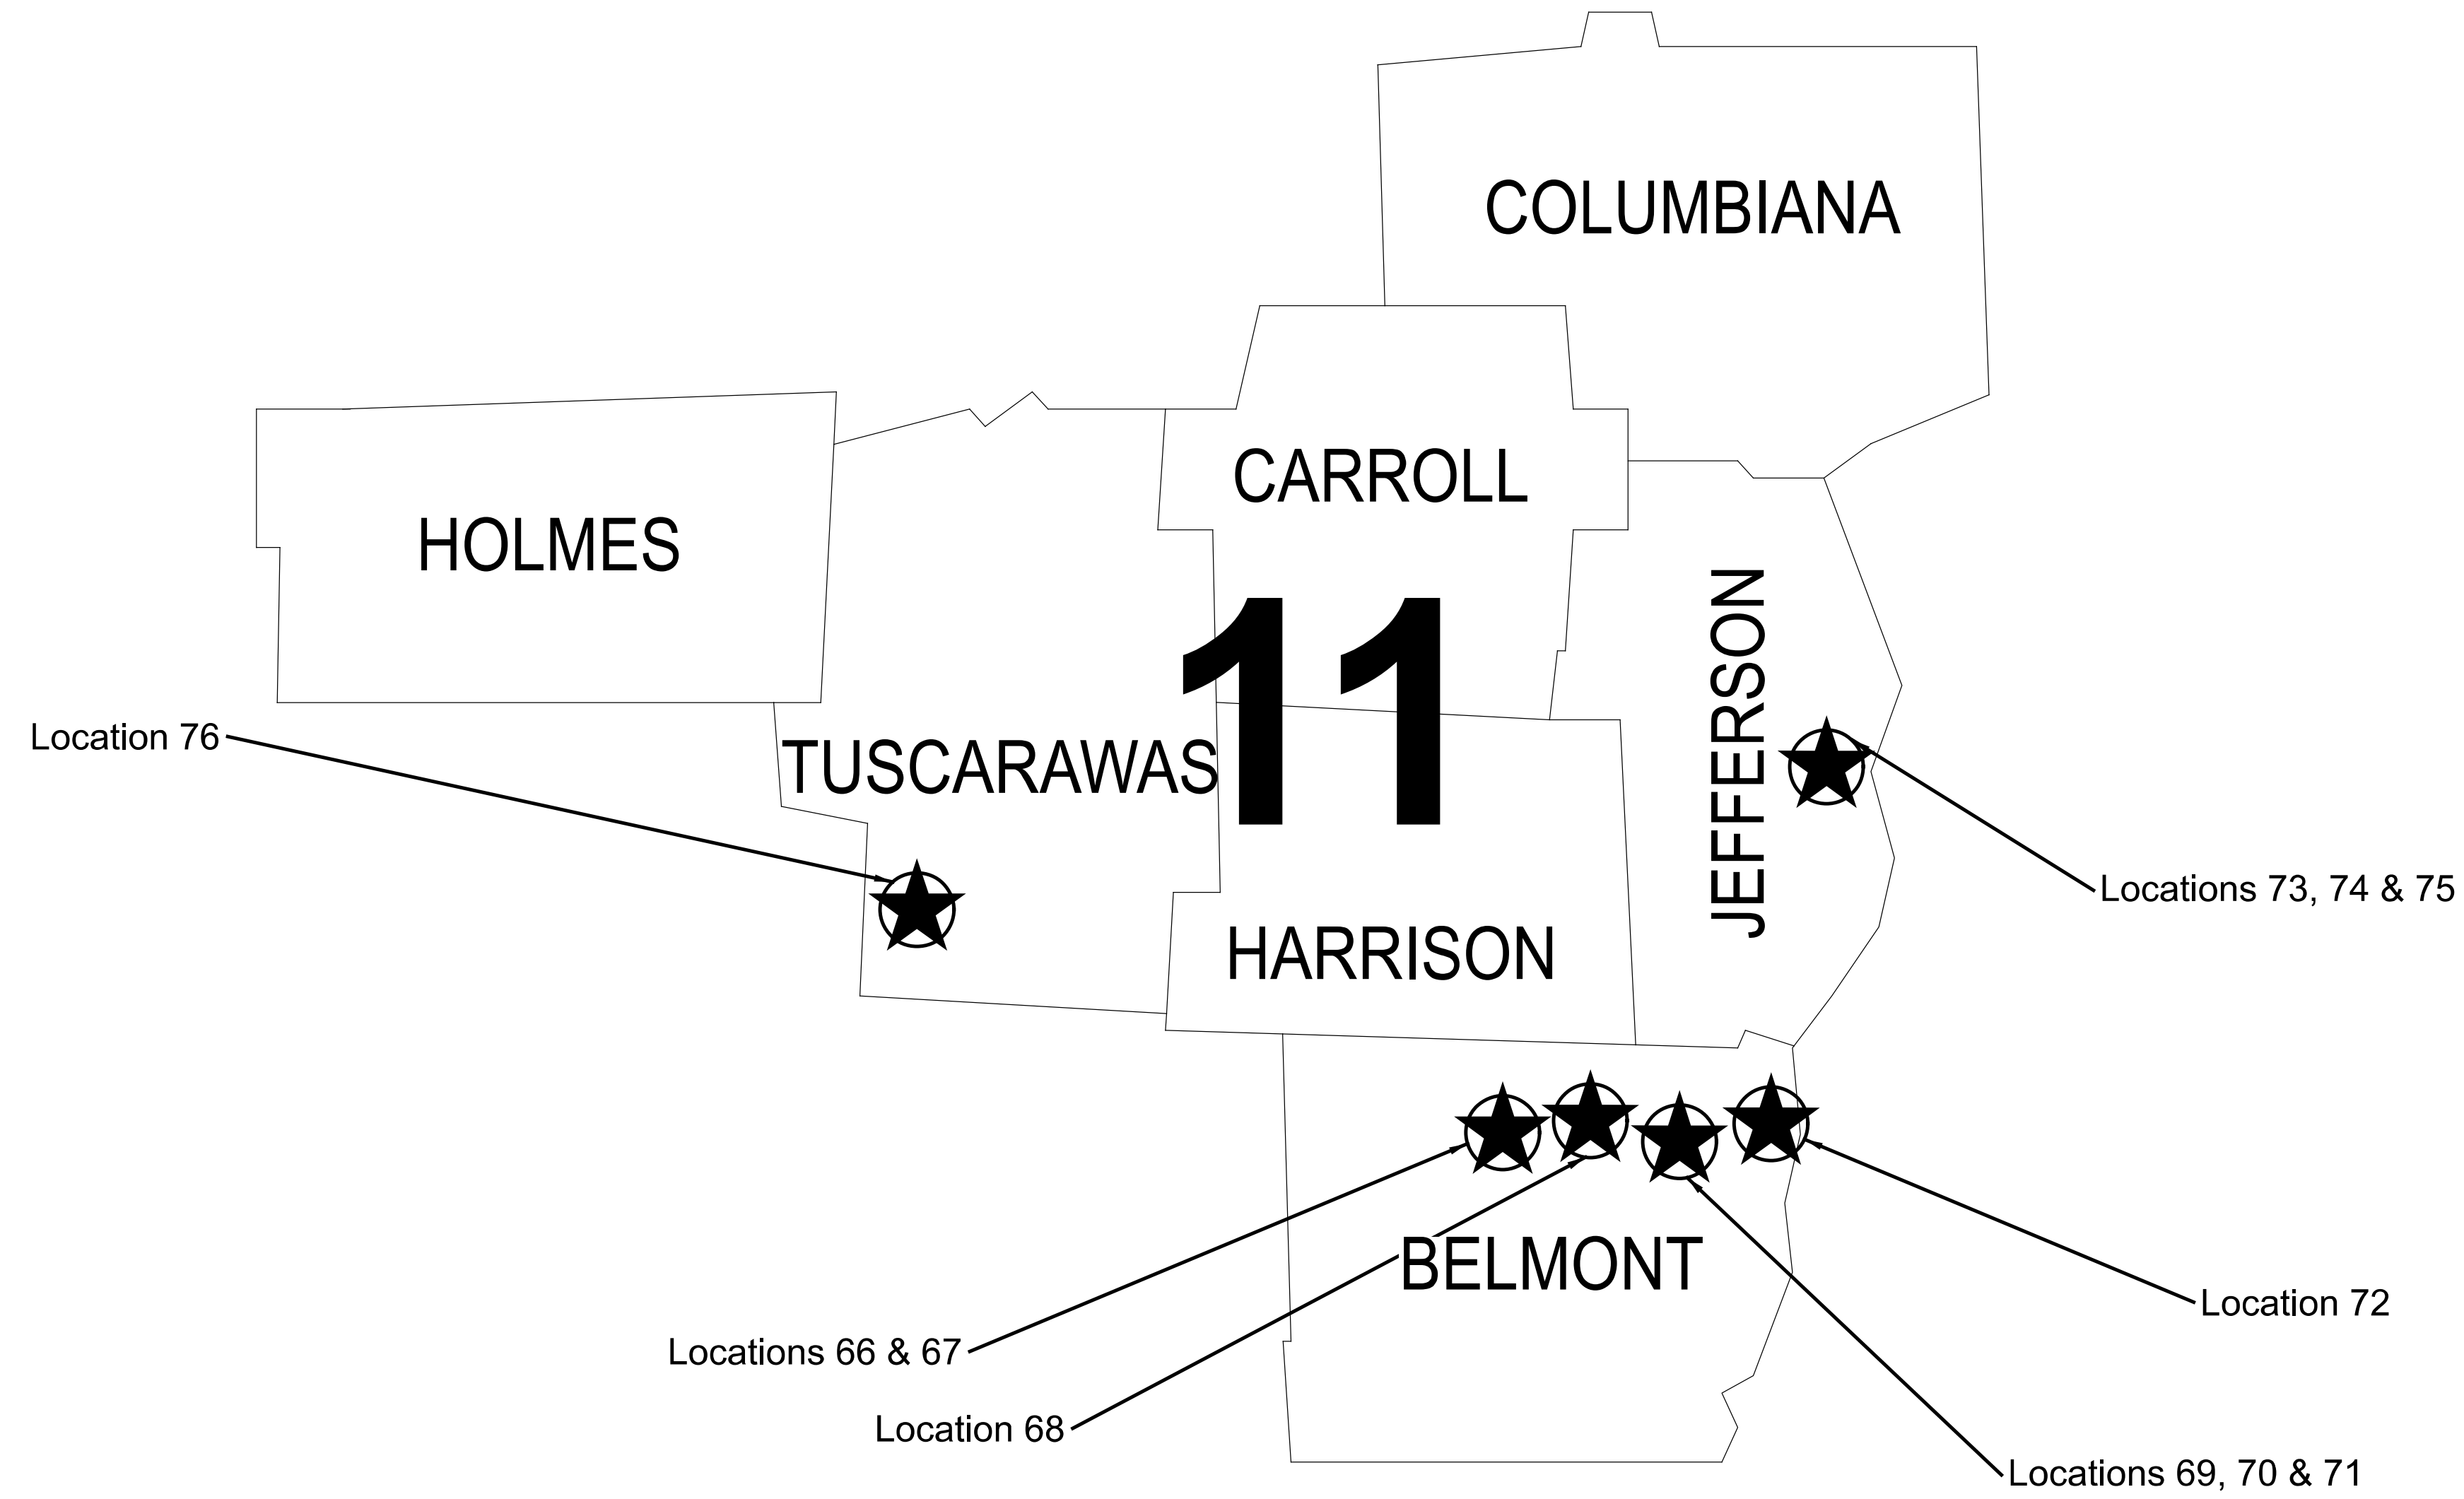 COLUMBIANA
CARROLL
HOLMES
11
JEFFERSON
Location 76
TUSCARAWAS
Locations 73, 74 & 75
HARRISON
BELMONT
Location 72
Locations 66 & 67
Location 68
Locations 69, 70 & 71